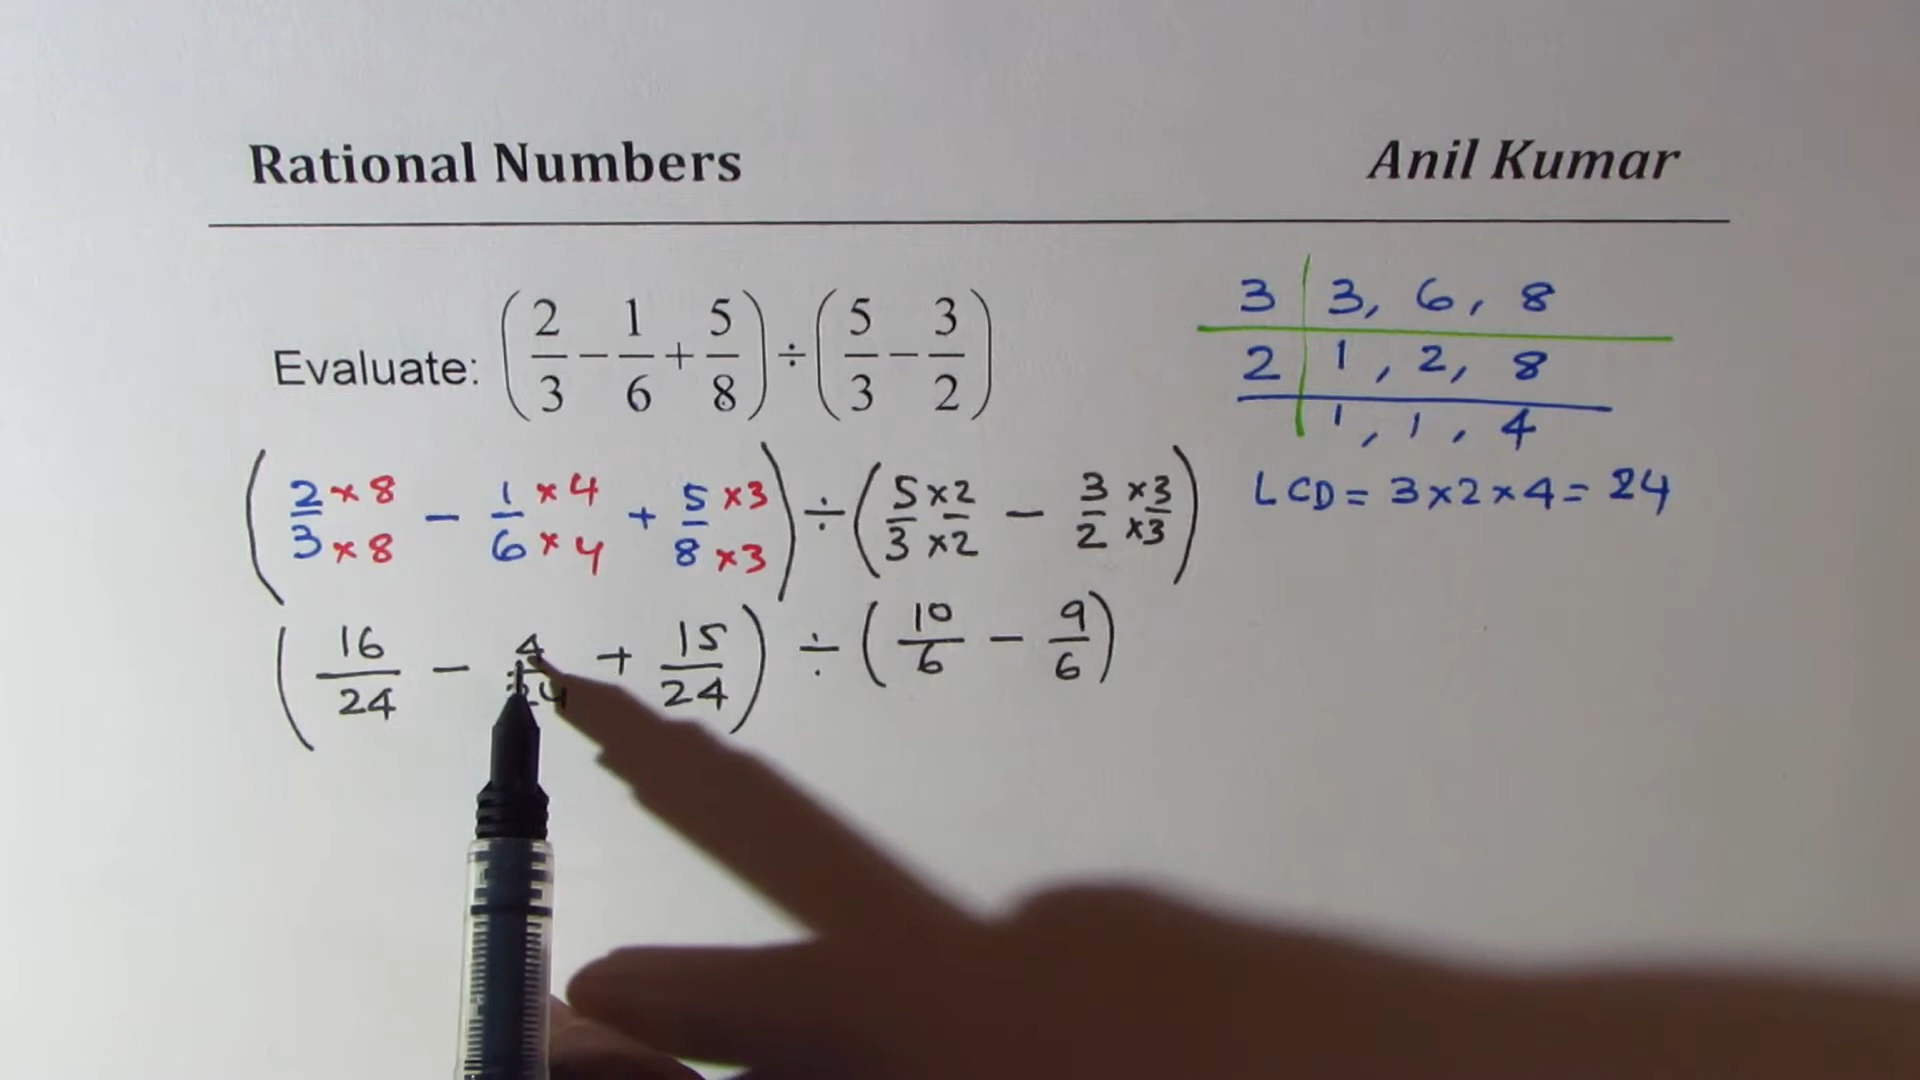 Rational Numbers Anil Kumar
Evaluate: (2/3 − 1/6 + 5/8) ÷ (5/3 − 3/2)
3 | 3, 6, 8
2 | 1, 2, 8
1, 1, 4
LCD = 3×2×4 = 24
(2×8/3×8 − 1×4/6×4 + 5×3/8×3) ÷ (5×2/3×2 − 3×3/2×3)
(16/24 − 4/24 + 15/24) ÷ (10/6 − 9/6)